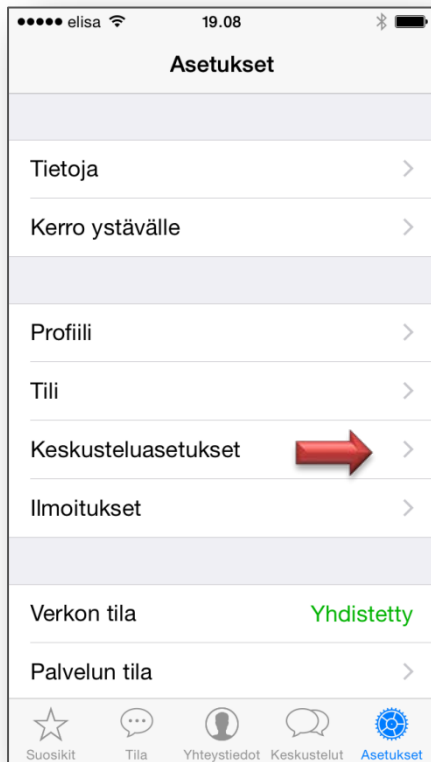 elisa 19.08
Asetukset
Tietoja
Kerro ystävälle
Profiili
Tili
Keskusteluasetukset
Ilmoitukset
Verkon tila Yhdistetty
Palvelun tila
Suosikit Tila Yhteystiedot Keskustelut Asetukset